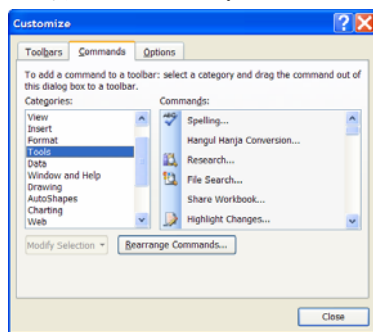 Customize
Toolbars Commands Options
To add a command to a toolbar: select a category and drag the command out of
this dialog box to a toolbar.
Categories:
View
Insert
Format
Tools
Data
Window and Help
Drawing
AutoShapes
Charting
Web
Commands:
Spelling...
Hangul Hanja Conversion...
Research...
File Search...
Share Workbook...
Highlight Changes...
Modify Selection
Rearrange Commands...
Close